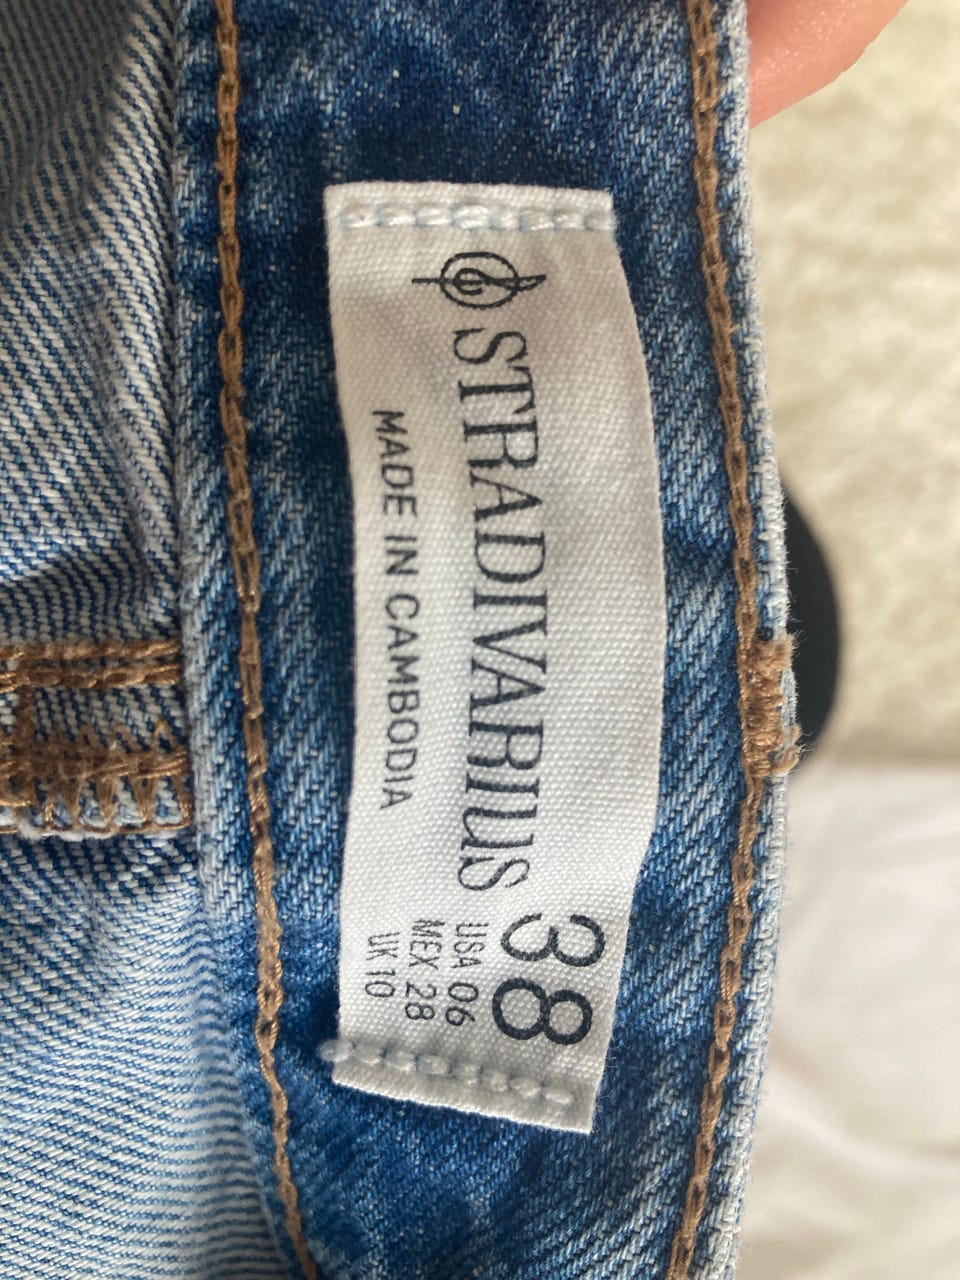 STRADIVARIUS
MADE IN CAMBODIA
38
USA 06
MEX 28
UK 10